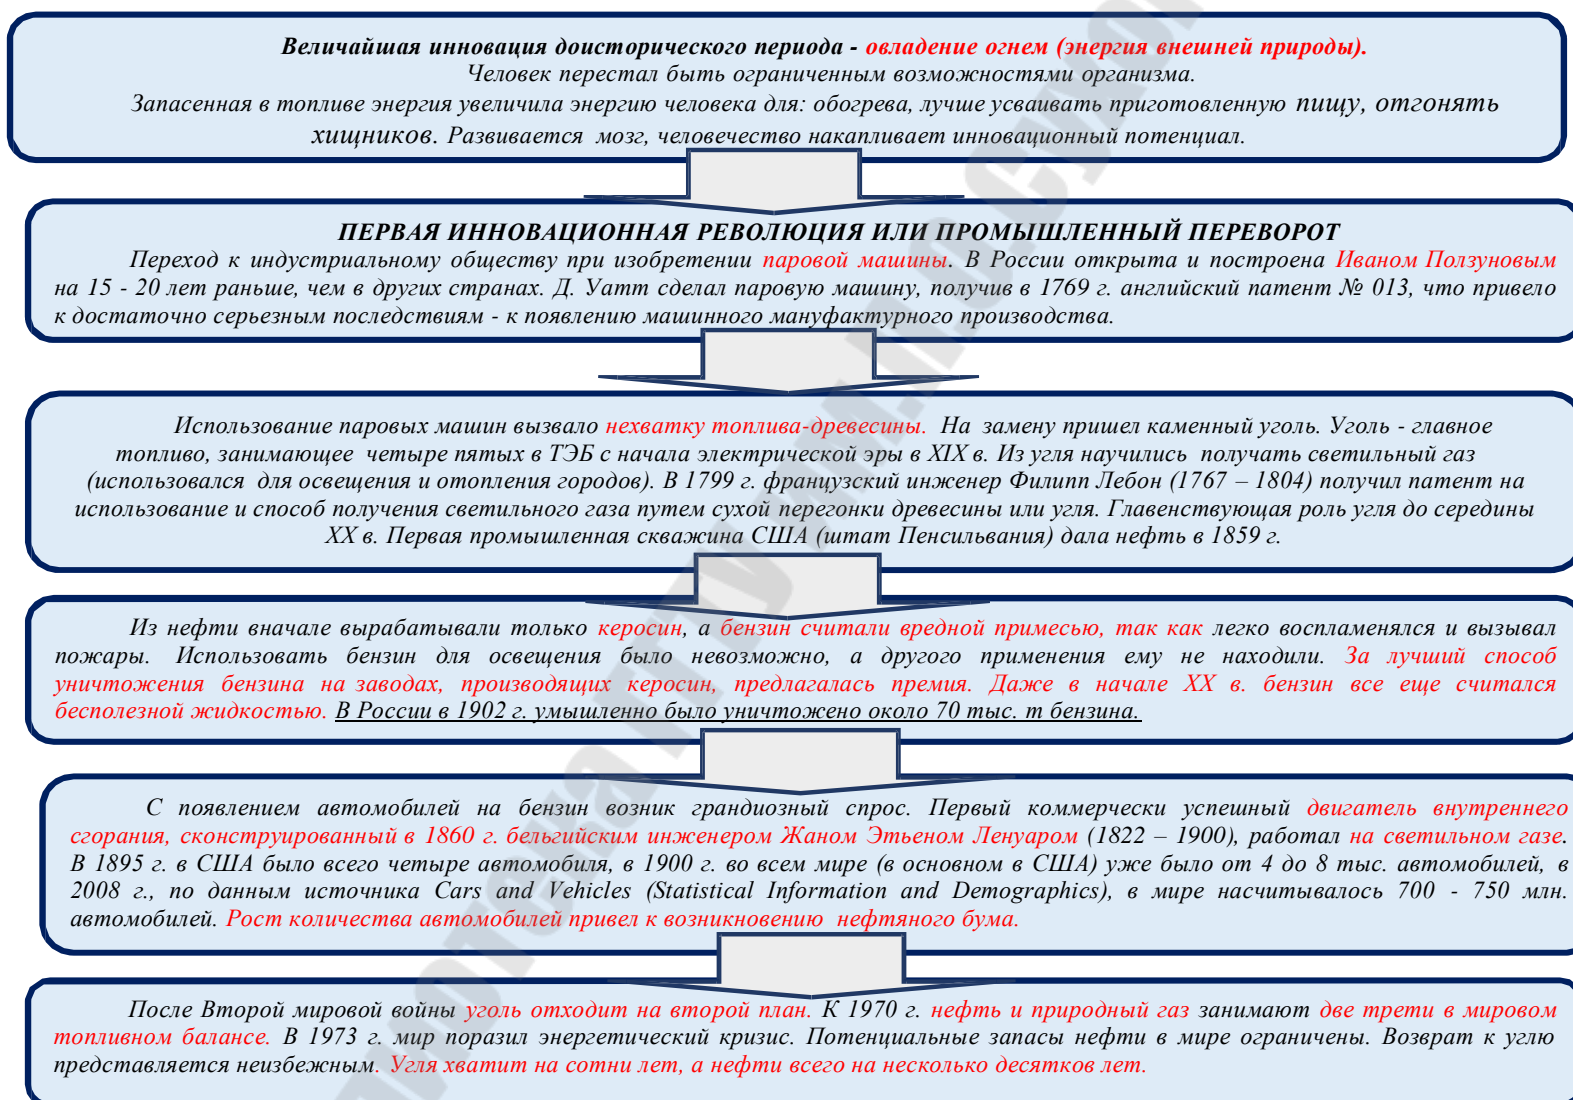 Величайшая инновация доисторического периода - овладение огнем (энергия внешней природы).
Человек перестал быть ограниченным возможностями организма.
Запасенная в топливе энергия увеличила энергию человека для: обогрева, лучше усваивать приготовленную пищу, отгонять
хищников. Развивается мозг, человечество накапливает инновационный потенциал.
ПЕРВАЯ ИННОВАЦИОННАЯ РЕВОЛЮЦИЯ ИЛИ ПРОМЫШЛЕННЫЙ ПЕРЕВОРОТ
Переход к индустриальному обществу при изобретении паровой машины. В России открыта и построена Иваном Ползуновым
на 15 - 20 лет раньше, чем в других странах. Д. Уатт сделал паровую машину, получив в 1769 г. английский патент № 013, что привело
к достаточно серьезным последствиям - к появлению машинного мануфактурного производства.
Использование паровых машин вызвало нехватку топлива-древесины. На замену пришел каменный уголь. Уголь - главное
топливо, занимающее четыре пятых в ТЭБ с начала электрической эры в XIX в. Из угля научились получать светильный газ
(использовался для освещения и отопления городов). В 1799 г. французский инженер Филипп Лебон (1767 – 1804) получил патент на
использование и способ получения светильного газа путем сухой перегонки древесины или угля. Главенствующая роль угля до середины
XX в. Первая промышленная скважина США (штат Пенсильвания) дала нефть в 1859 г.
Из нефти вначале вырабатывали только керосин, а бензин считали вредной примесью, так как легко воспламенялся и вызывал
пожары. Использовать бензин для освещения было невозможно, а другого применения ему не находили. За лучший способ
уничтожения бензина на заводах, производящих керосин, предлагалась премия. Даже в начале XX в. бензин все еще считался
бесполезной жидкостью. В России в 1902 г. умышленно было уничтожено около 70 тыс. т бензина.
С появлением автомобилей на бензин возник грандиозный спрос. Первый коммерчески успешный двигатель внутреннего
сгорания, сконструированный в 1860 г. бельгийским инженером Жаном Этьеном Ленуаром (1822 – 1900), работал на светильном газе.
В 1895 г. в США было всего четыре автомобиля, в 1900 г. во всем мире (в основном в США) уже было от 4 до 8 тыс. автомобилей, в
2008 г., по данным источника Cars and Vehicles (Statistical Information and Demographics), в мире насчитывалось 700 - 750 млн.
автомобилей. Рост количества автомобилей привел к возникновению нефтяного бума.
После Второй мировой войны уголь отходит на второй план. К 1970 г. нефть и природный газ занимают две трети в мировом
топливном балансе. В 1973 г. мир поразил энергетический кризис. Потенциальные запасы нефти в мире ограничены. Возврат к углю
представляется неизбежным. Угля хватит на сотни лет, а нефти всего на несколько десятков лет.